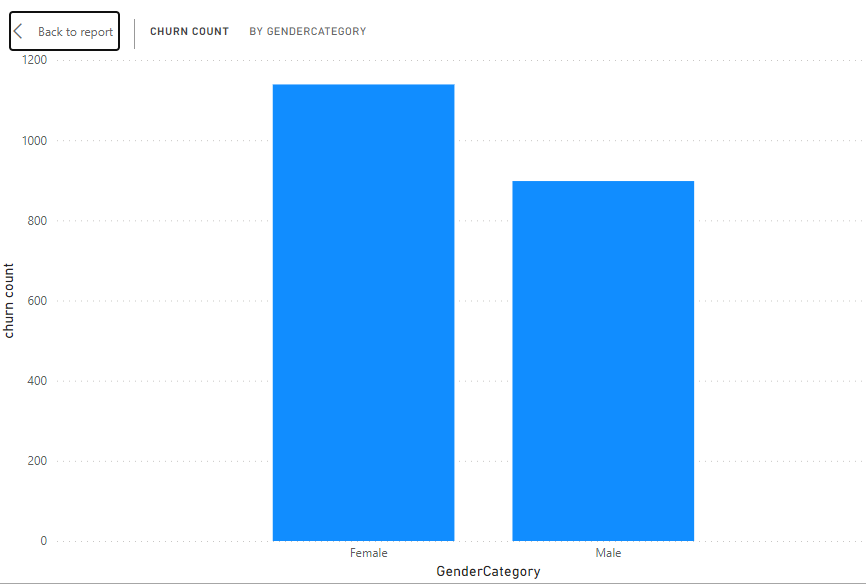 Back to report
CHURN COUNT
BY GENDERCATEGORY
1200
1000
800
600
400
200
0
churn count
Female
Male
GenderCategory